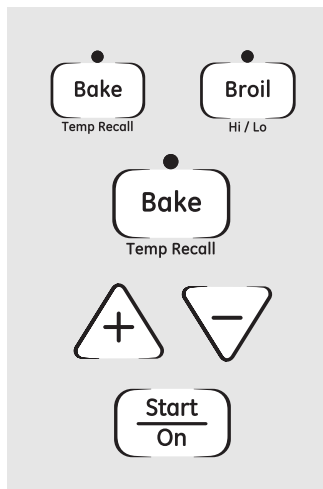 Bake Broil
Temp Recall Hi / Lo
Bake
Temp Recall
+ −
Start
On